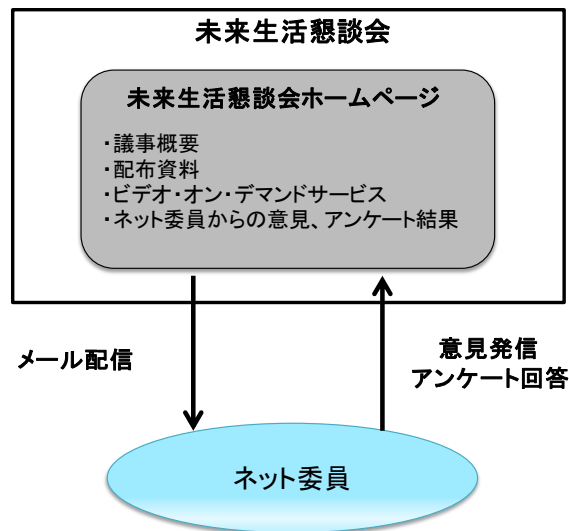 未来生活懇談会
未来生活懇談会ホームページ
・議事概要
・配布資料
・ビデオ・オン・デマンドサービス
・ネット委員からの意見、アンケート結果
メール配信
意見発信
アンケート回答
ネット委員